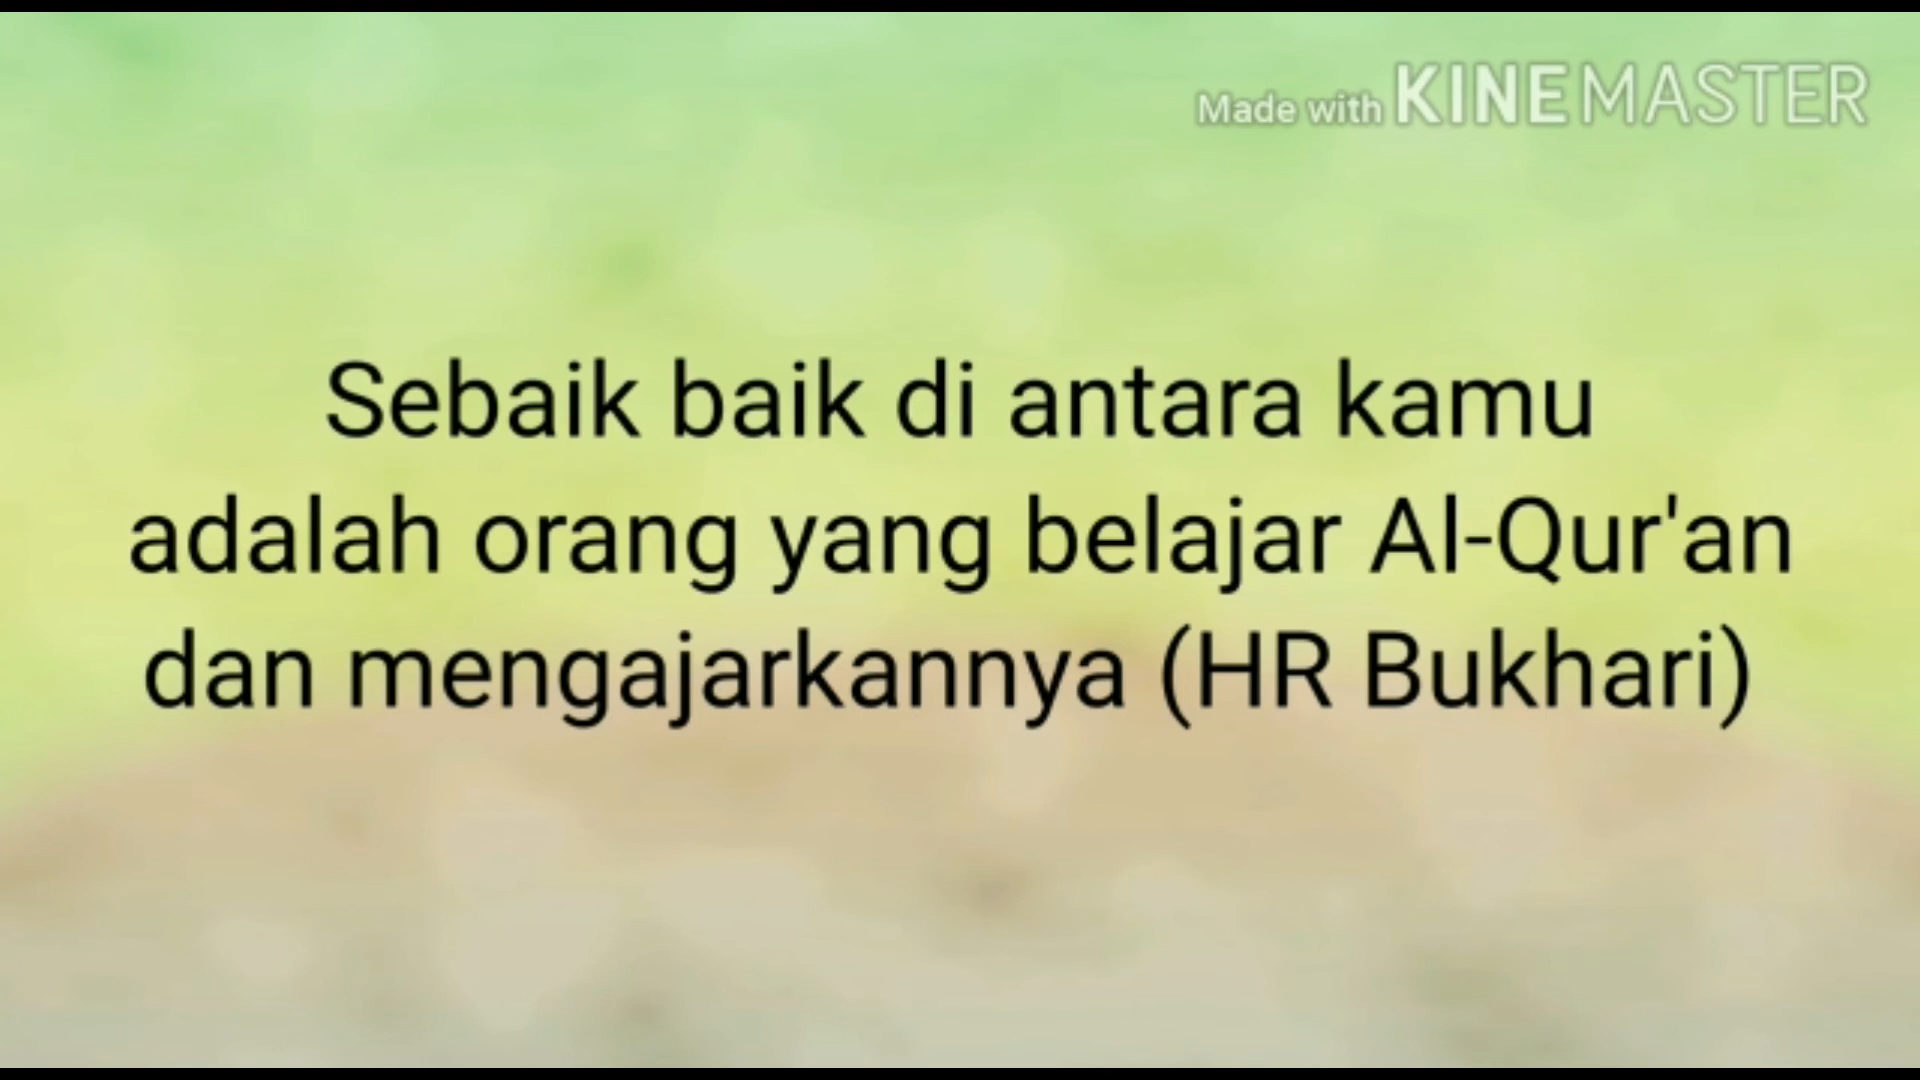 Made with KINEMASTER
Sebaik baik di antara kamu
adalah orang yang belajar Al-Qur'an
dan mengajarkannya (HR Bukhari)